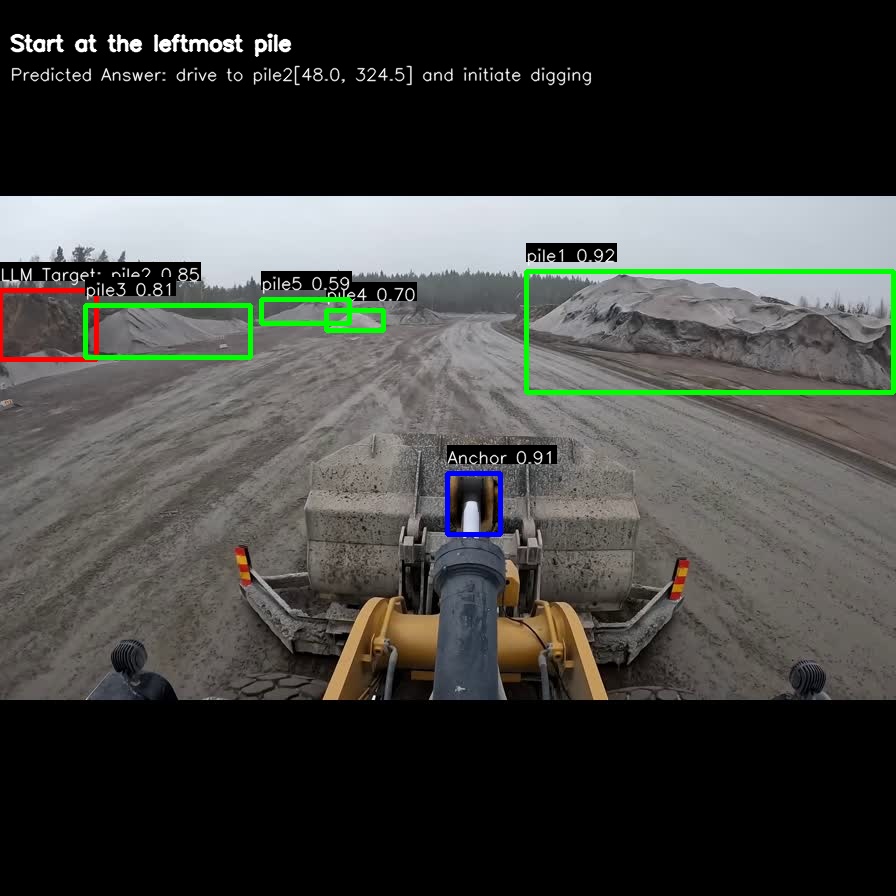 Start at the leftmost pile
Predicted Answer: drive to pile2[48.0, 324.5] and initiate digging
pile1 0.92
LLM Target: pile2 0.85
pile5 0.59
pile3 0.81
pile4 0.70
Anchor 0.91